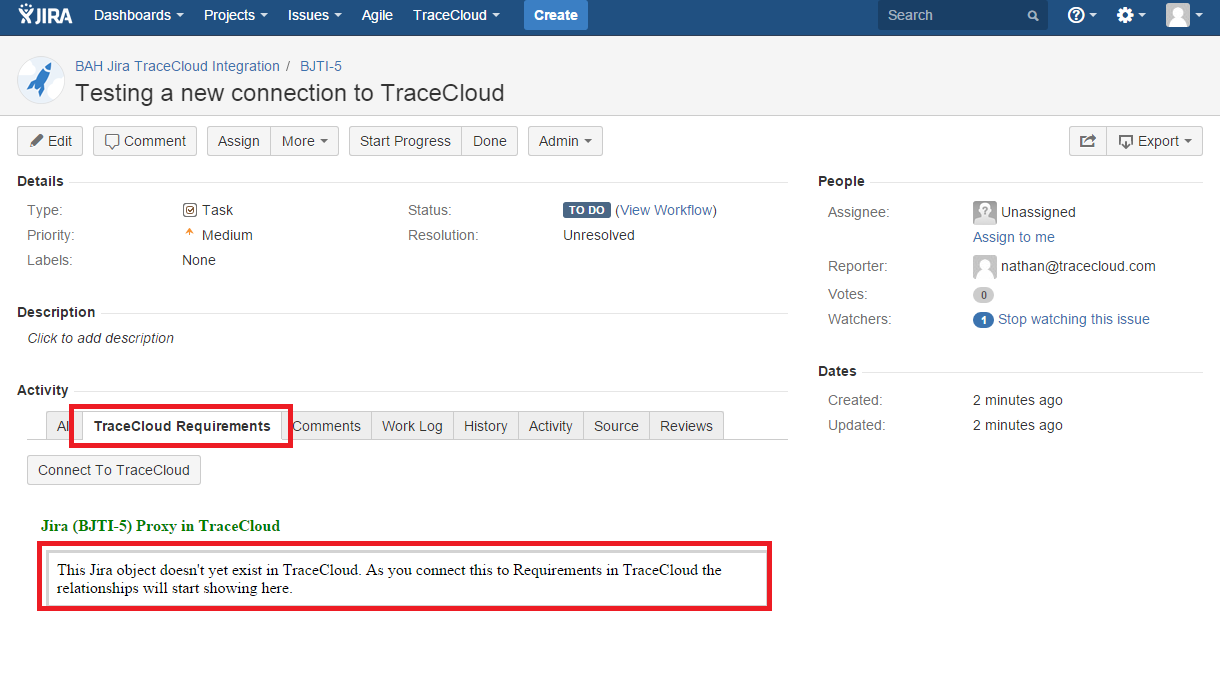 JIRA Dashboards Projects Issues Agile TraceCloud Create Search
BAH Jira TraceCloud Integration / BJTI-5
Testing a new connection to TraceCloud
Edit Comment Assign More Start Progress Done Admin Export
Details
Type: Task
Priority: Medium
Labels: None
Status: TO DO (View Workflow)
Resolution: Unresolved
People
Assignee: Unassigned
Assign to me
Reporter: nathan@tracecloud.com
Votes: 0
Watchers: 1 Stop watching this issue
Description
Click to add description
Dates
Created: 2 minutes ago
Updated: 2 minutes ago
Activity
TraceCloud Requirements Comments Work Log History Activity Source Reviews
Connect To TraceCloud
Jira (BJTI-5) Proxy in TraceCloud
This Jira object doesn't yet exist in TraceCloud. As you connect this to Requirements in TraceCloud the
relationships will start showing here.